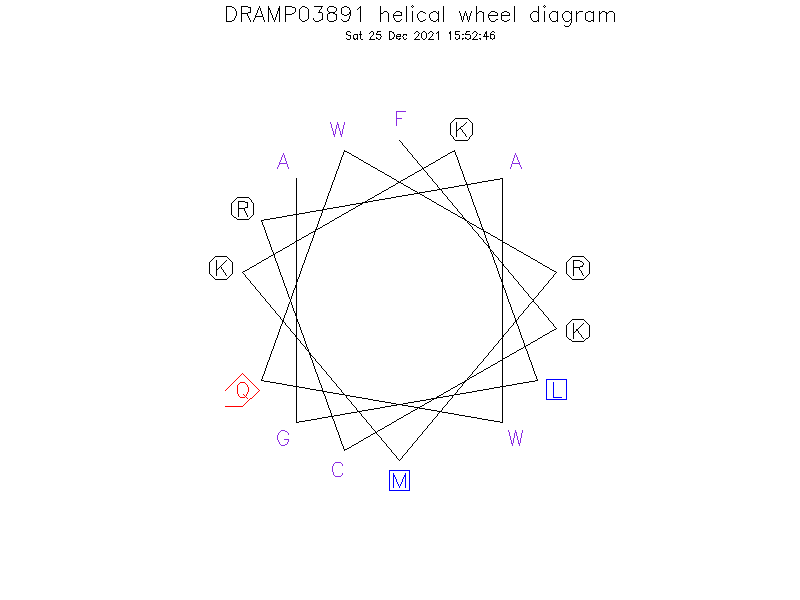 DRAMP03891 helical wheel diagram
Sat 25 Dec 2021 15:52:46
F
W
K
A
A
R
K
R
K
Q
L
G
W
C
M